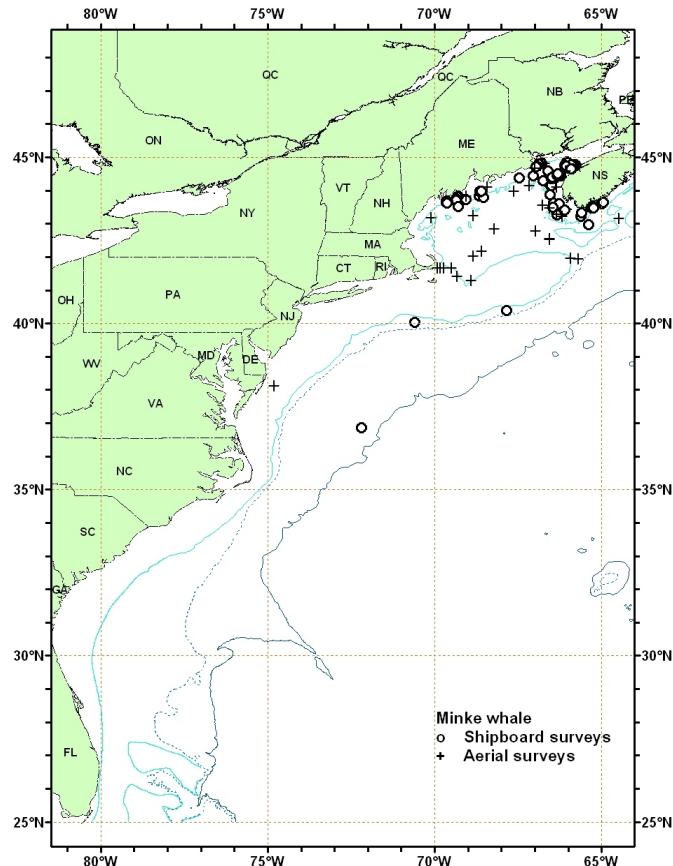 80°W 75°W 70°W 65°W
QC QC
NB
PE
ON
ME
45°N 45°N
NS
VT
NH
NY
MA
CT RI
PA
OH
NJ
40°N 40°N
MD DE
WV
VA
NC
35°N 35°N
SC
GA
30°N 30°N
Minke whale
Shipboard surveys
FL
Aerial surveys
25°N 25°N
80°W 75°W 70°W 65°W